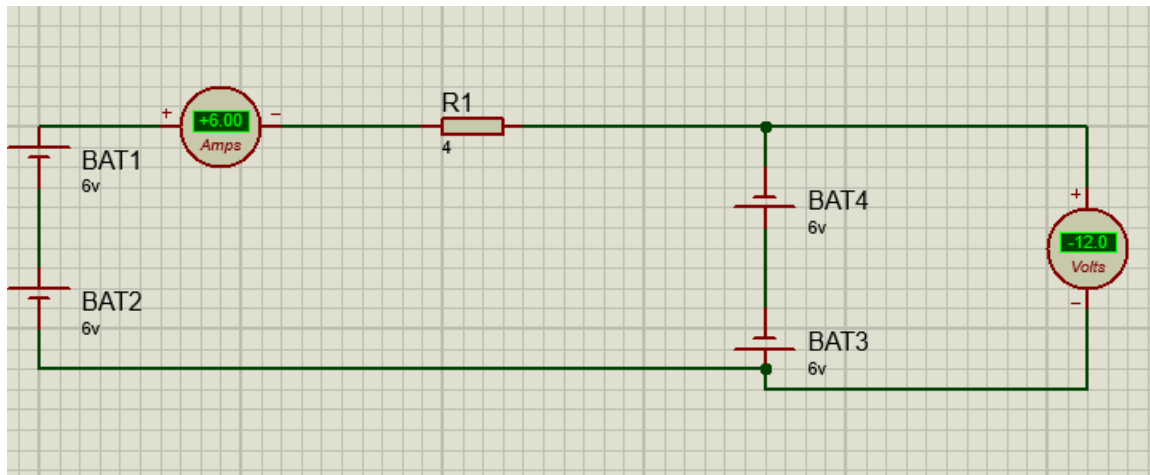 +
+6.00
Amps
−
R1
4
BAT1
6v
BAT2
6v
BAT4
6v
BAT3
6v
+
-12.0
Volts
−